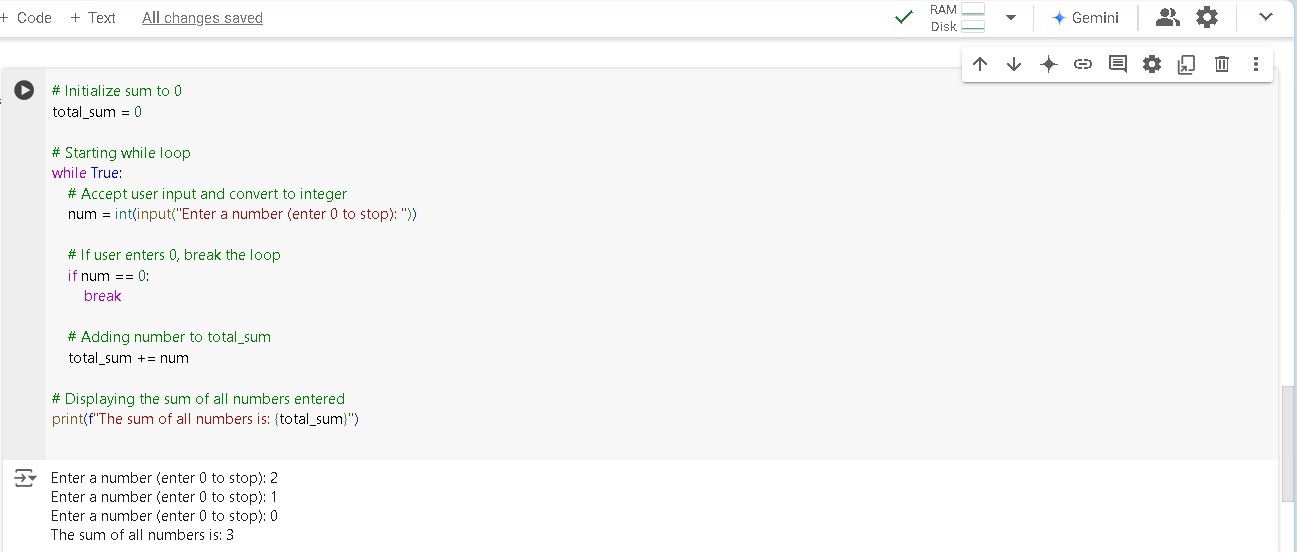 + Code + Text All changes saved RAM Disk Gemini
# Initialize sum to 0
total_sum = 0
# Starting while loop
while True:
    # Accept user input and convert to integer
    num = int(input("Enter a number (enter 0 to stop): "))
    # If user enters 0, break the loop
    if num == 0:
        break
    # Adding number to total_sum
    total_sum += num
# Displaying the sum of all numbers entered
print(f"The sum of all numbers is: {total_sum}")
Enter a number (enter 0 to stop): 2
Enter a number (enter 0 to stop): 1
Enter a number (enter 0 to stop): 0
The sum of all numbers is: 3